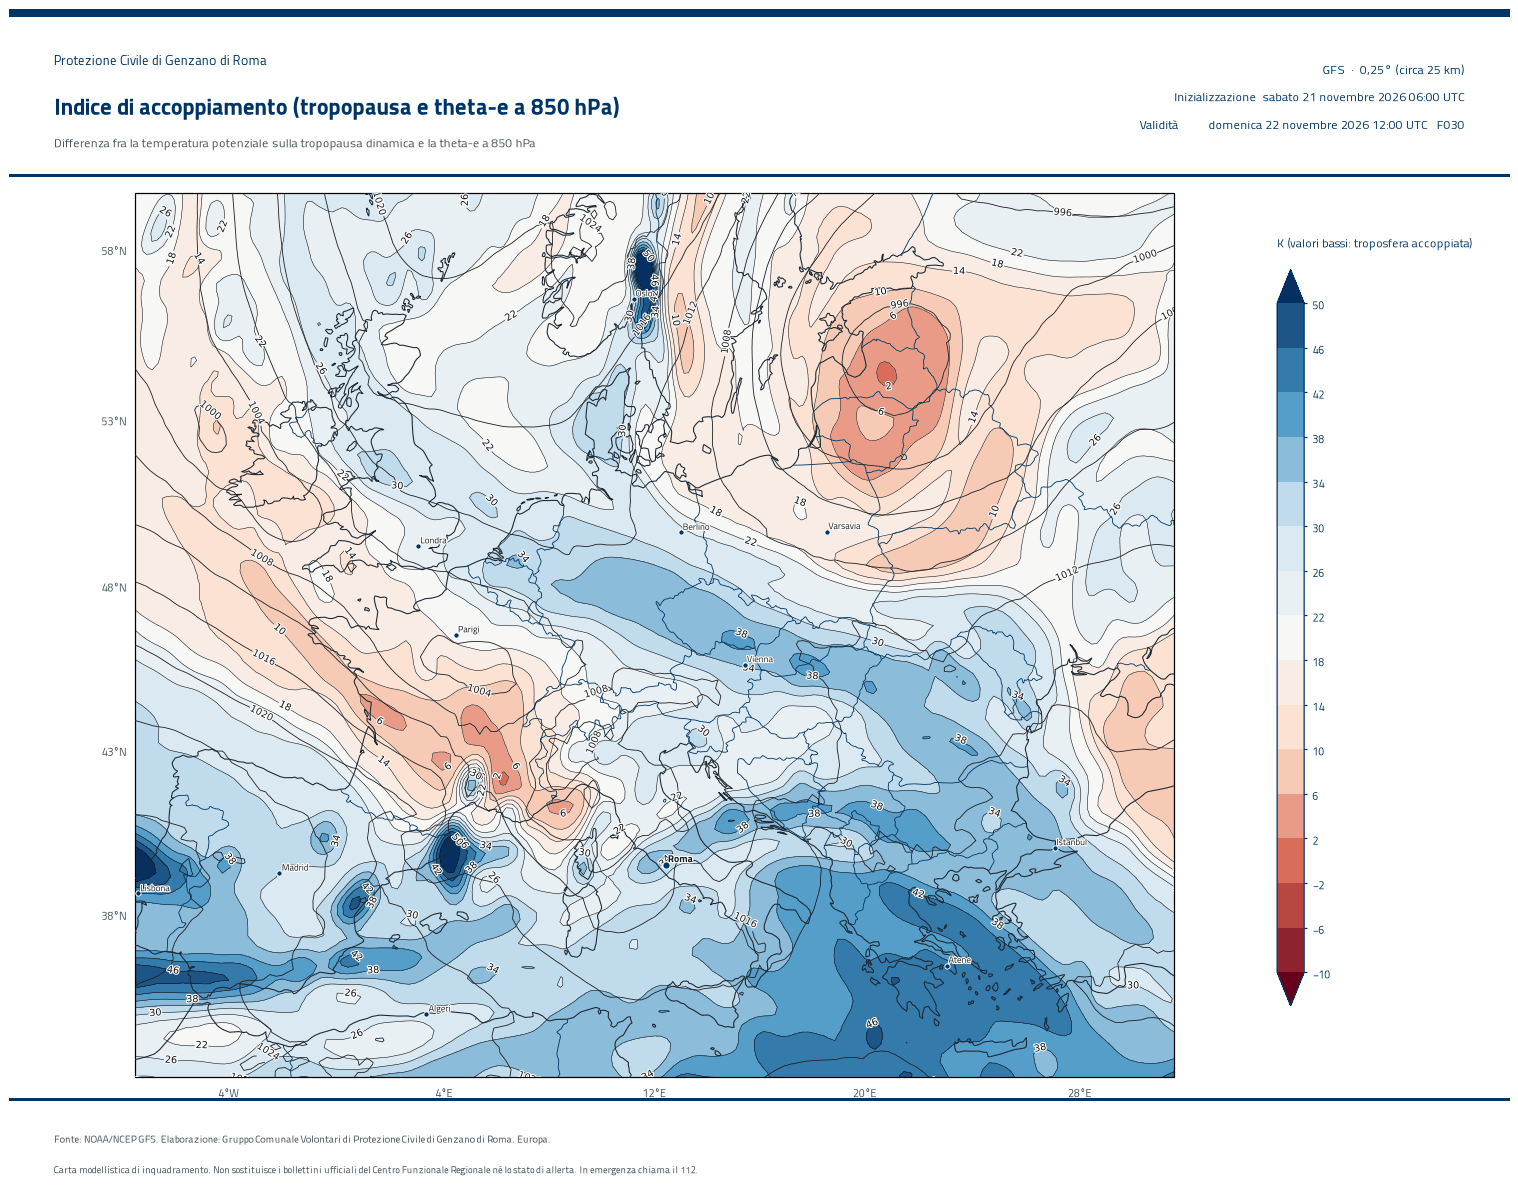 Protezione Civile di Genzano di Roma
Indice di accoppiamento (tropopausa e theta-e a 850 hPa)
Differenza fra la temperatura potenziale sulla tropopausa dinamica e la theta-e a 850 hPa
GFS · 0,25° (circa 25 km)
Inizializzazione sabato 21 novembre 2026 06:00 UTC
Validità domenica 22 novembre 2026 12:00 UTC F030
K (valori bassi: troposfera accoppiata)
50
46
42
38
34
30
26
22
18
14
10
6
2
−2
−6
−10
58°N
53°N
48°N
43°N
38°N
4°W
4°E
12°E
20°E
28°E
Oslo
Londra
Berlino
Varsavia
Parigi
Vienna
Madrid
Lisbona
Roma
Istanbul
Atene
Algeri
Fonte: NOAA/NCEP GFS. Elaborazione: Gruppo Comunale Volontari di Protezione Civile di Genzano di Roma. Europa.
Carta modellistica di inquadramento. Non sostituisce i bollettini ufficiali del Centro Funzionale Regionale né lo stato di allerta. In emergenza chiama il 112.